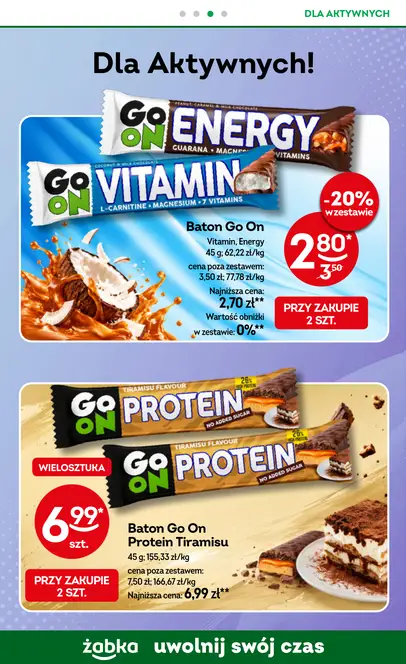 DLA AKTYWNYCH
Dla Aktywnych!
PEANUT, CARAMEL & MILK CHOCOLATE
GO ON ENERGY
GUARANA • MAGNESIUM • 7 VITAMINS
COCONUT & MILK CHOCOLATE
GO ON VITAMIN
L-CARNITINE • MAGNESIUM • 7 VITAMINS
-20%
w zestawie
Baton Go On
Vitamin, Energy
45 g; 62,22 zł/kg
cena poza zestawem:
3,50 zł; 77,78 zł/kg
Najniższa cena:
2,70 zł**
Wartość obniżki
w zestawie: 0%**
2,80*
3,50
PRZY ZAKUPIE
2 SZT.
TIRAMISU FLAVOUR
GO ON PROTEIN
NO ADDED SUGAR
TIRAMISU FLAVOUR
GO ON PROTEIN
NO ADDED SUGAR
WIELOSZTUKA
6,99*
szt.
PRZY ZAKUPIE
2 SZT.
Baton Go On
Protein Tiramisu
45 g; 155,33 zł/kg
cena poza zestawem:
7,50 zł; 166,67 zł/kg
Najniższa cena: 6,99 zł**
żabka uwolnij swój czas